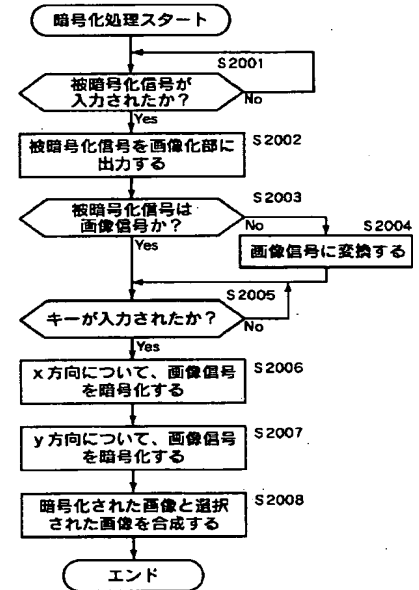 暗号化処理スタート
S2001
被暗号化信号が
入力されたか？
No
Yes
S2002
被暗号化信号を画像化部に
出力する
S2003
被暗号化信号は
画像信号か？
No
Yes
S2004
画像信号に変換する
S2005
キーが入力されたか？
No
Yes
S2006
x方向について、画像信号
を暗号化する
S2007
y方向について、画像信号
を暗号化する
S2008
暗号化された画像と選択
された画像を合成する
エンド